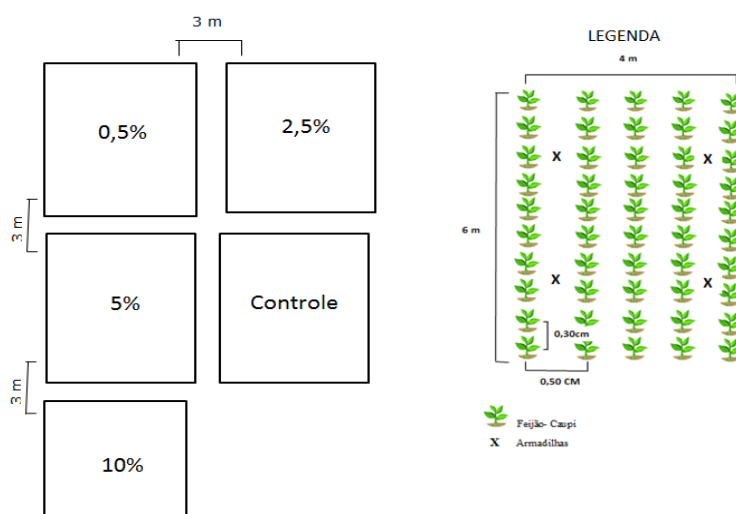 3 m
0,5%
2,5%
3 m
5%
Controle
3 m
10%
LEGENDA
4 m
X
X
6 m
X
X
0,30cm
0,50 CM
Feijão- Caupi
X Armadilhas